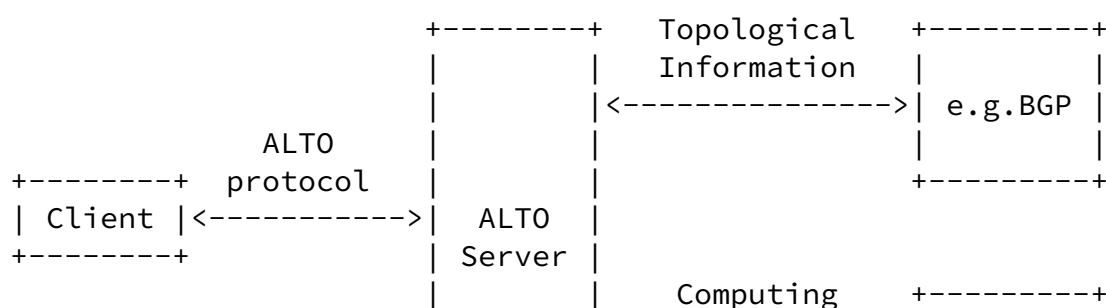 +--------+   Topological   +---------+
                           |        |   Information   |         |
                           |        |<--------------->| e.g.BGP |
                ALTO       |        |                 |         |
+--------+  protocol   |        |                 +---------+
| Client |<----------->|  ALTO  |
+--------+             | Server |
                           |        |    Computing    +---------+